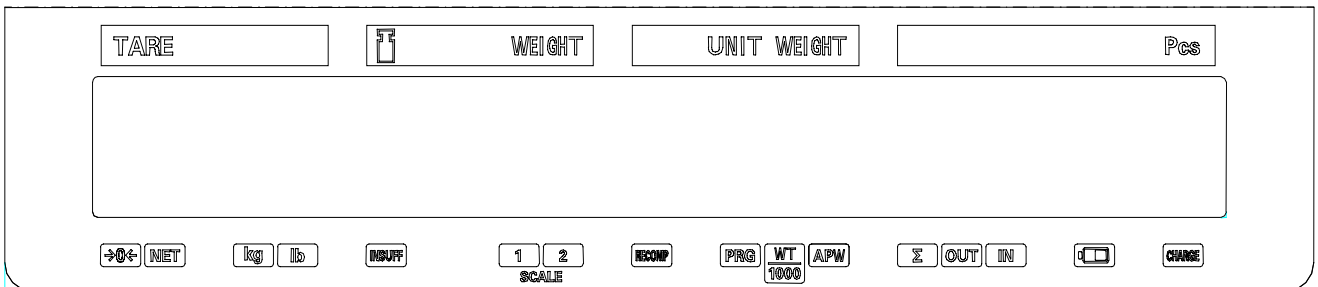 TARE WEIGHT UNIT WEIGHT Pcs
→0← NET kg lb INSUFF 1 2 RECOMP PRG WT APW Σ OUT IN CHARGE
SCALE 1000